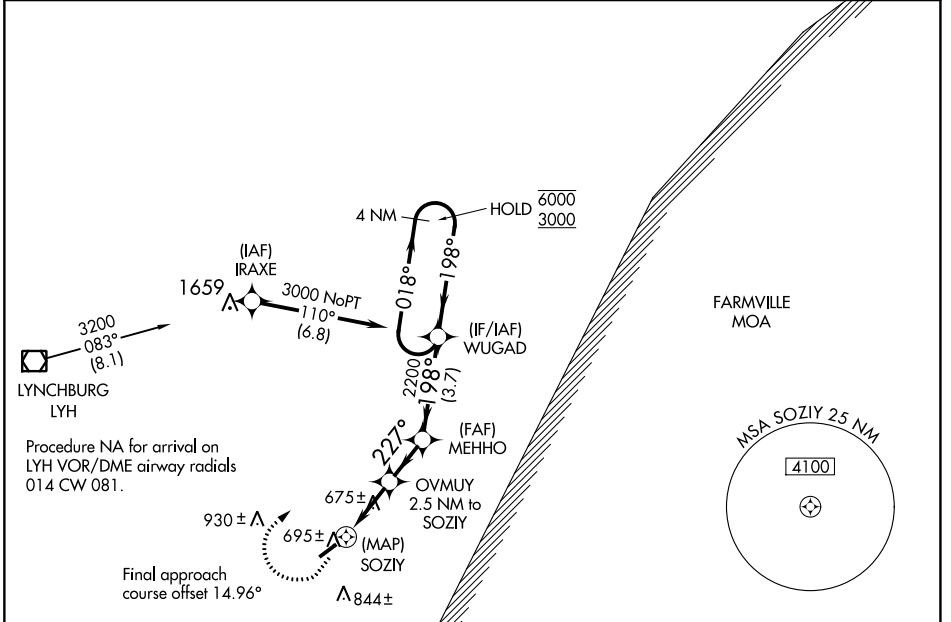 4 NM
HOLD
6000
3000
018°
198°
(IAF)
IRAXE
1659
3000 NoPT
110°
(6.8)
3200
083°
(8.1)
LYNCHBURG
LYH
(IF/IAF)
WUGAD
2200
198°
(3.7)
FARMVILLE
MOA
Procedure NA for arrival on
LYH VOR/DME airway radials
014 CW 081.
227°
(FAF)
MEHHO
OVMUY
2.5 NM to
SOZIY
675±
930±
695±
(MAP)
SOZIY
844±
Final approach
course offset 14.96°
MSA SOZIY 25 NM
4100